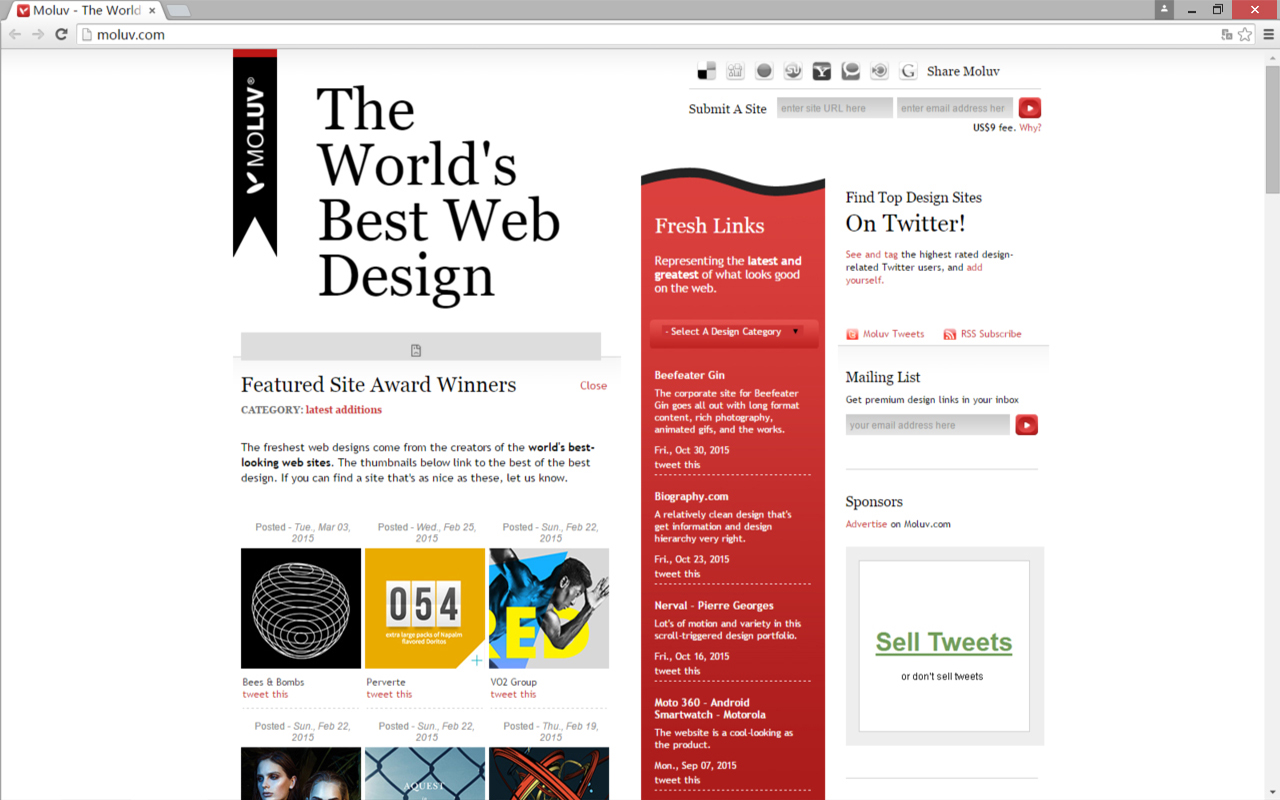 Moluv - The World
moluv.com
MOLUV®
The
World's
Best Web
Design
Share Moluv
Submit A Site
enter site URL here
enter email address her
US$9 fee. Why?
Featured Site Award Winners
Close
CATEGORY: latest additions
The freshest web designs come from the creators of the world's best-
looking web sites. The thumbnails below link to the best of the best
design. If you can find a site that's as nice as these, let us know.
Posted - Tue., Mar 03,
2015
Posted - Wed., Feb 25,
2015
Posted - Sun., Feb 22,
2015
054
extra large packs of Napalm
flavored Doritos
RED
Bees & Bombs
tweet this
Perverte
tweet this
VO2 Group
tweet this
Posted - Sun., Feb 22,
2015
Posted - Sun., Feb 22,
2015
Posted - Thu., Feb 19,
2015
AQUEST
Fresh Links
Representing the latest and
greatest of what looks good
on the web.
- Select A Design Category
Beefeater Gin
The corporate site for Beefeater
Gin goes all out with long format
content, rich photography,
animated gifs, and the works.
Fri., Oct 30, 2015
tweet this
Biography.com
A relatively clean design that's
get information and design
hierarchy very right.
Fri., Oct 23, 2015
tweet this
Nerval - Pierre Georges
Lot's of motion and variety in this
scroll-triggered design portfolio.
Fri., Oct 16, 2015
tweet this
Moto 360 - Android
Smartwatch - Motorola
The website is a cool-looking as
the product.
Mon., Sep 07, 2015
tweet this
Find Top Design Sites
On Twitter!
See and tag the highest rated design-
related Twitter users, and add
yourself.
Moluv Tweets
RSS Subscribe
Mailing List
Get premium design links in your inbox
your email address here
Sponsors
Advertise on Moluv.com
Sell Tweets
or don't sell tweets